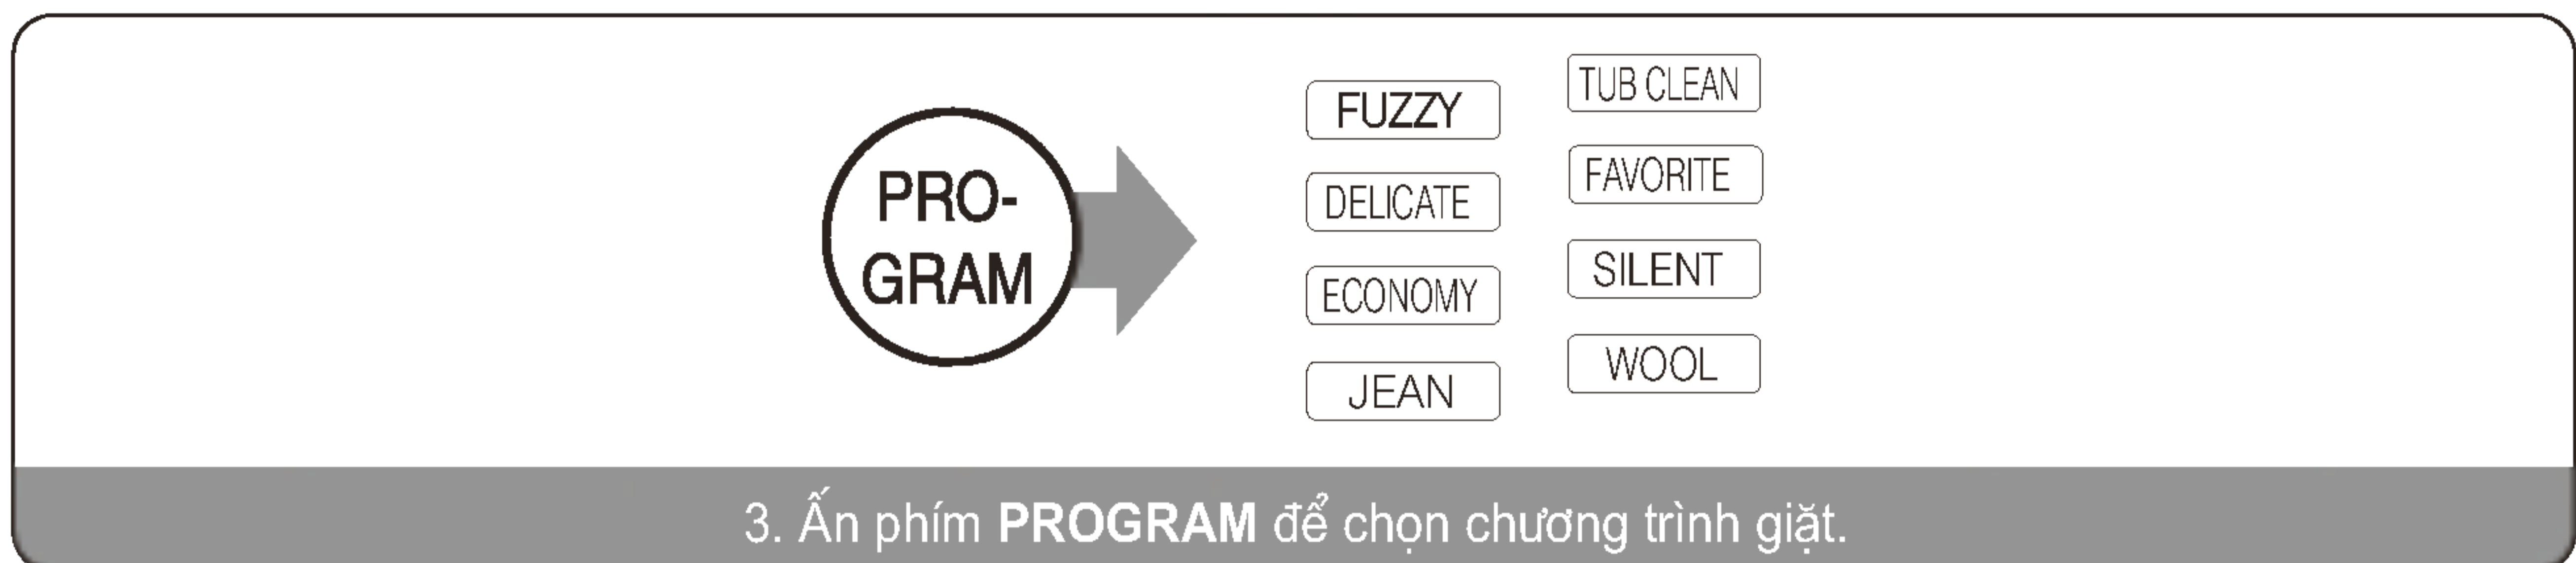 PRO-
GRAM
FUZZY
DELICATE
ECONOMY
JEAN
TUB CLEAN
FAVORITE
SILENT
WOOL
3. Ấn phím PROGRAM để chọn chương trình giặt.